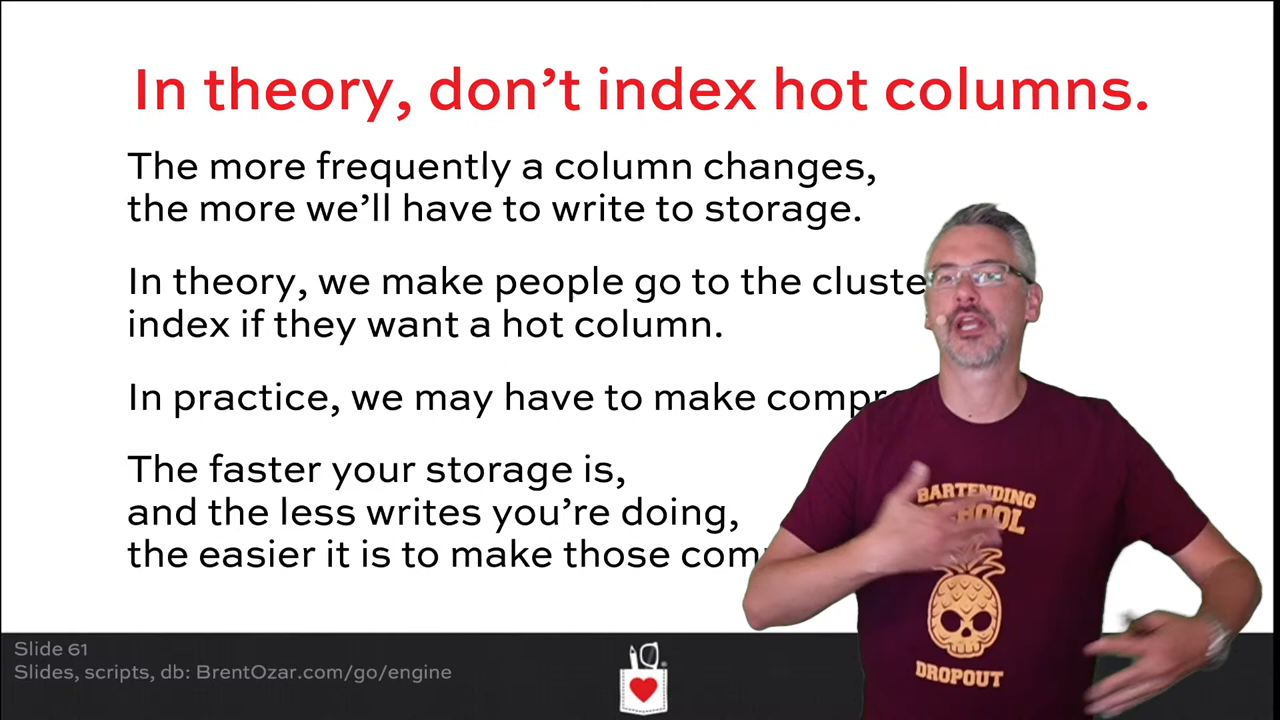 In theory, don’t index hot columns.
The more frequently a column changes,
the more we’ll have to write to storage.
In theory, we make people go to the
index if they want a hot column.
In practice, we may have to make
The faster your storage is,
and the less writes you’re doing,
the easier it is to make those
BARTENDING
SCHOOL
DROPOUT
Slide 61
Slides, scripts, db: BrentOzar.com/go/engine